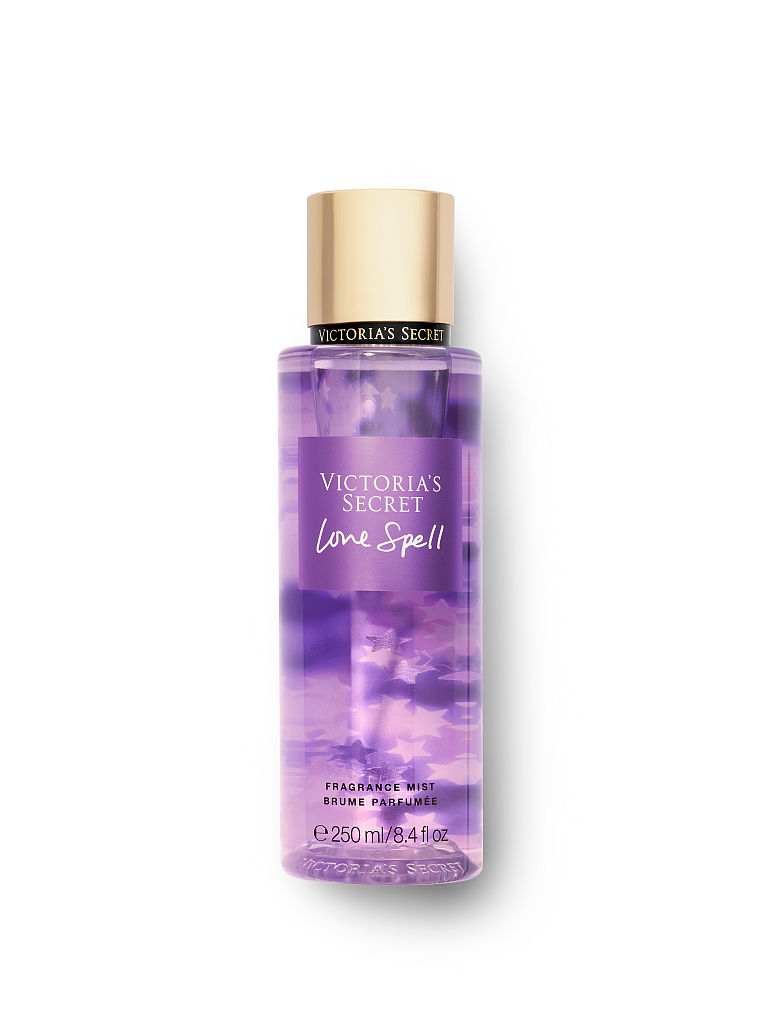 VICTORIA'S SECRET
VICTORIA'S
SECRET
Love Spell
FRAGRANCE MIST
BRUME PARFUMÉE
℮250 ml/8.4 fl oz
VICTORIA'S SECRET